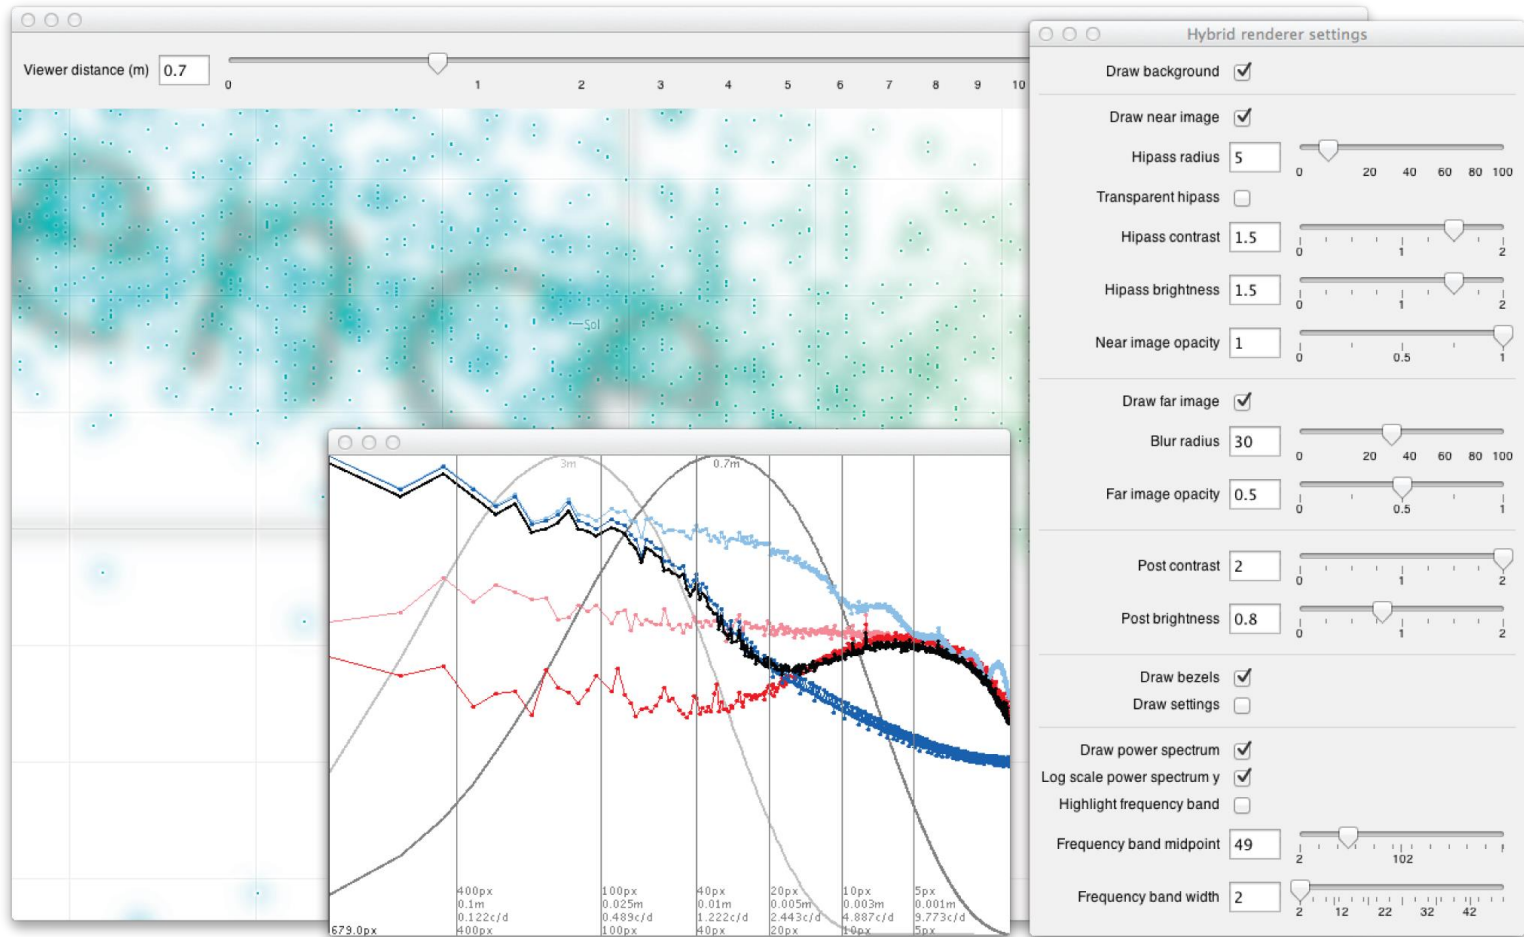 Viewer distance (m) 0.7
0 1 2 3 4 5 6 7 8 9 10
Sol
3m 0.7m
400px 100px 40px 20px 10px 5px
0.1m 0.025m 0.01m 0.005m 0.003m 0.001m
0.122c/d 0.489c/d 1.222c/d 2.443c/d 4.887c/d 9.773c/d
679.0px 400px 100px 40px 20px 10px 5px
Hybrid renderer settings
Draw background
Draw near image
Hipass radius 5
0 20 40 60 80 100
Transparent hipass
Hipass contrast 1.5
0 1 2
Hipass brightness 1.5
0 1 2
Near image opacity 1
0 0.5 1
Draw far image
Blur radius 30
0 20 40 60 80 100
Far image opacity 0.5
0 0.5 1
Post contrast 2
0 1 2
Post brightness 0.8
0 1 2
Draw bezels
Draw settings
Draw power spectrum
Log scale power spectrum y
Highlight frequency band
Frequency band midpoint 49
2 102
Frequency band width 2
2 12 22 32 42